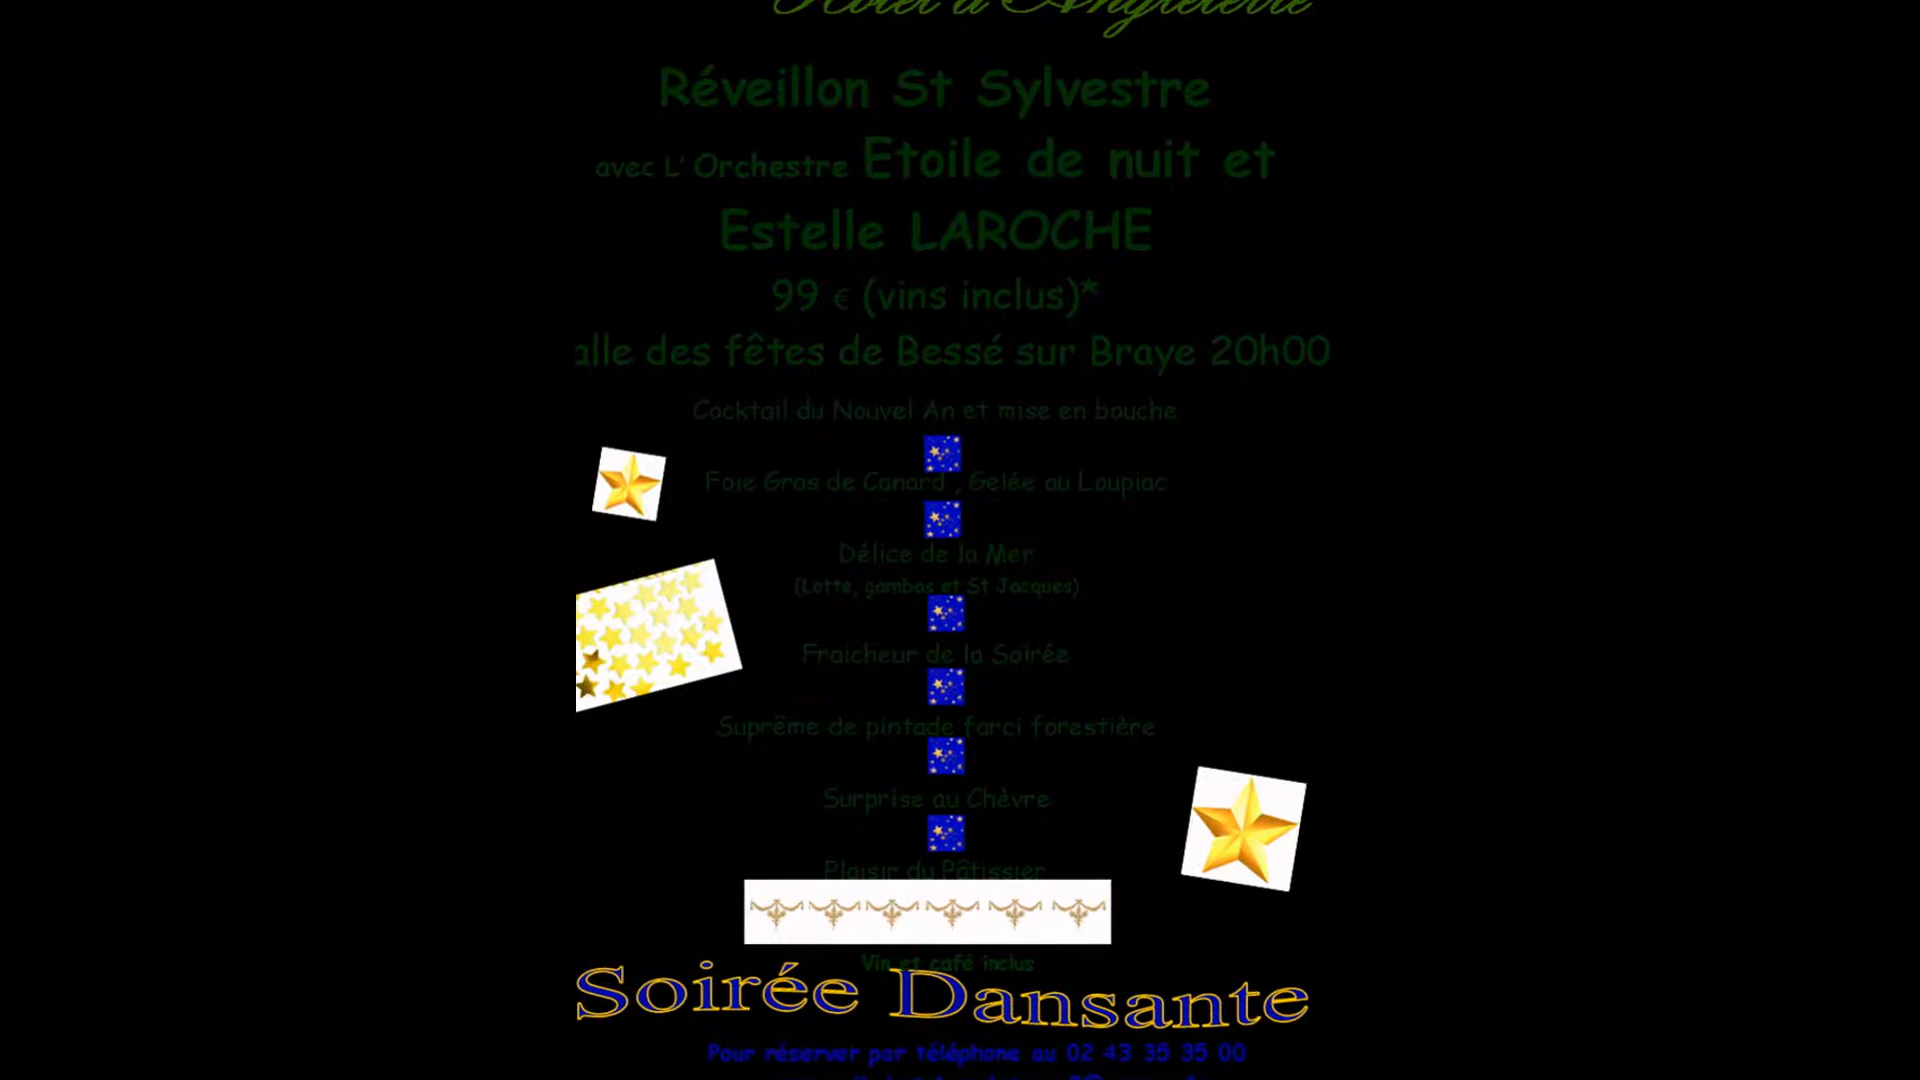 Hôtel d'Angleterre
Réveillon St Sylvestre
avec L' Orchestre Etoile de nuit et
Estelle LAROCHE
99 € (vins inclus)*
alle des fêtes de Bessé sur Braye 20h00
Cocktail du Nouvel An et mise en bouche
Foie Gras de Canard , Gelée au Loupiac
Délice de la Mer
(Lotte, gambas et St Jacques)
Fraicheur de la Soirée
Suprême de pintade farci forestière
Surprise au Chèvre
Plaisir du Pâtissier
Vin et café inclus
Soirée Dansante
Pour réserver par téléphone au 02 43 35 35 00